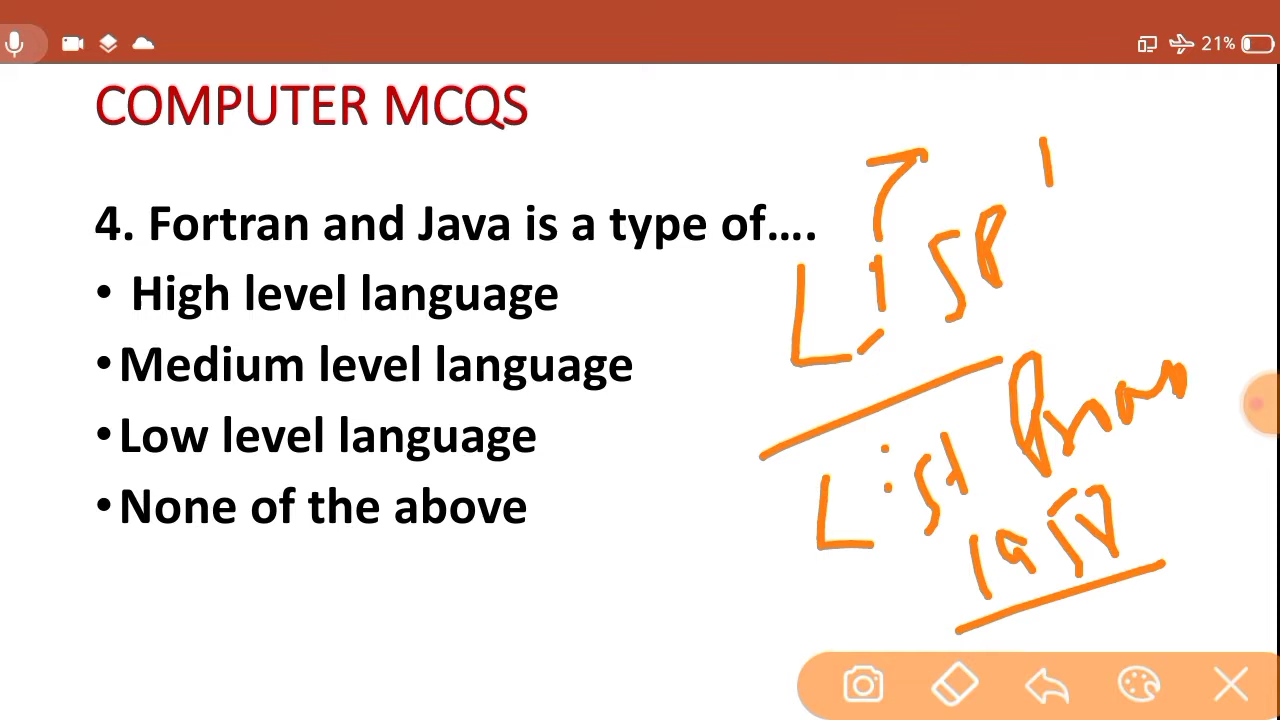 21%
COMPUTER MCQS
4. Fortran and Java is a type of....
• High level language
• Medium level language
• Low level language
• None of the above
LISP
List
1958